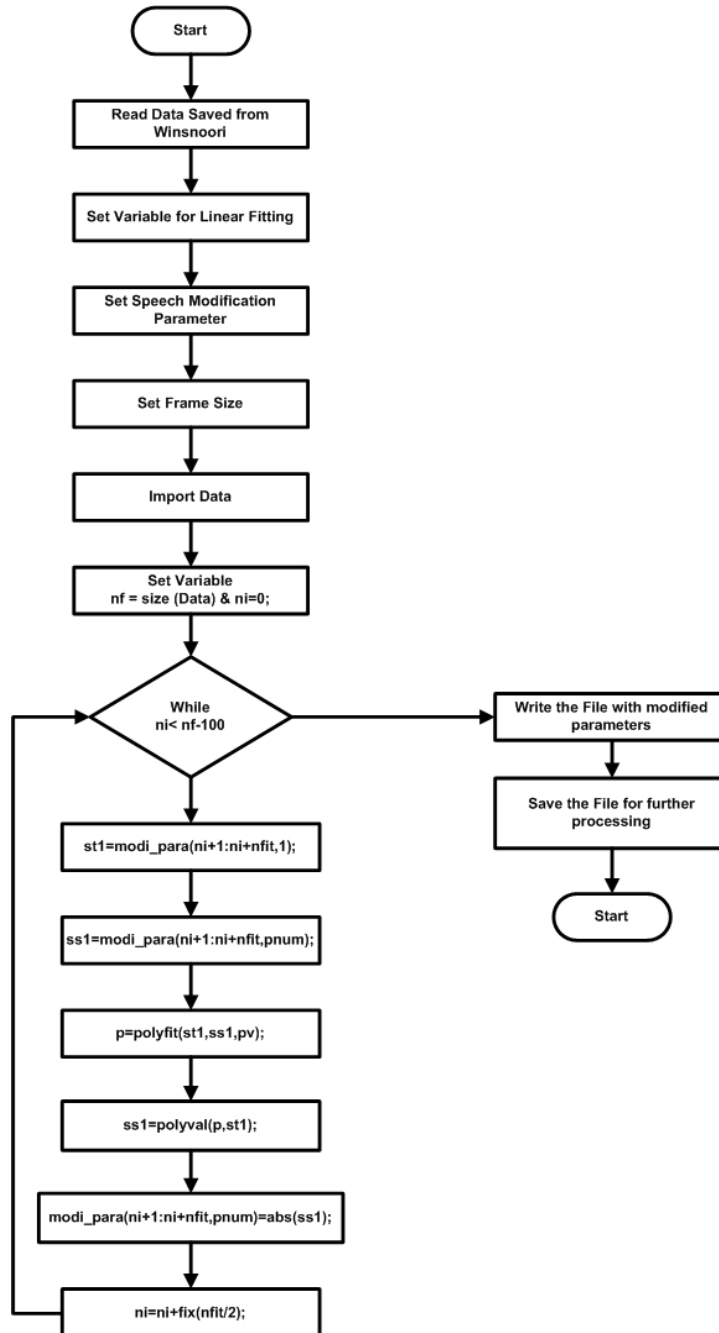 Start
Read Data Saved from
Winsnoori
Set Variable for Linear Fitting
Set Speech Modification
Parameter
Set Frame Size
Import Data
Set Variable
nf = size (Data) & ni=0;
While
ni< nf-100
st1=modi_para(ni+1:ni+nfit,1);
ss1=modi_para(ni+1:ni+nfit,pnum);
p=polyfit(st1,ss1,pv);
ss1=polyval(p,st1);
modi_para(ni+1:ni+nfit,pnum)=abs(ss1);
ni=ni+fix(nfit/2);
Write the File with modified
parameters
Save the File for further
processing
Start